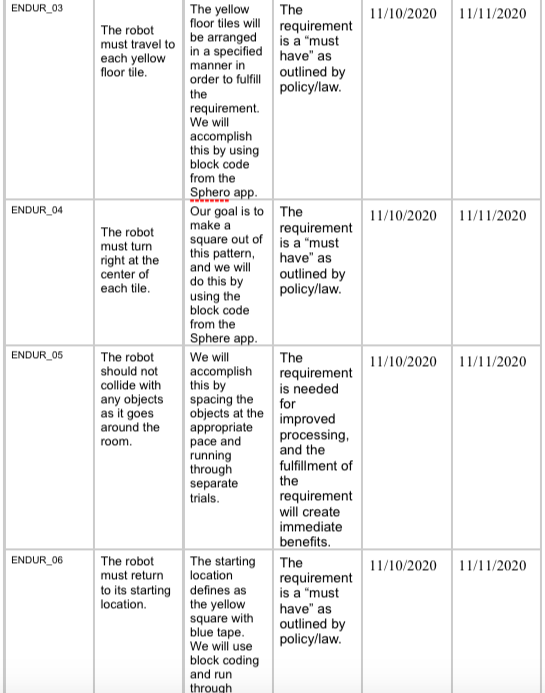 ENDUR_03
The robot
must travel to
each yellow
floor tile.
The yellow
floor tiles will
be arranged
in a specified
manner in
order to fulfill
the
requirement.
We will
accomplish
this by using
block code
from the
Sphero app.
The
requirement
is a “must
have” as
outlined by
policy/law.
11/10/2020
11/11/2020
ENDUR_04
The robot
must turn
right at the
center of
each tile.
Our goal is to
make a
square out of
this pattern,
and we will
do this by
using the
block code
from the
Sphere app.
The
requirement
is a “must
have” as
outlined by
policy/law.
11/10/2020
11/11/2020
ENDUR_05
The robot
should not
collide with
any objects
as it goes
around the
room.
We will
accomplish
this by
spacing the
objects at the
appropriate
pace and
running
through
separate
trials.
The
requirement
is needed
for
improved
processing,
and the
fulfillment of
the
requirement
will create
immediate
benefits.
11/10/2020
11/11/2020
ENDUR_06
The robot
must return
to its starting
location.
The starting
location
defines as
the yellow
square with
blue tape.
We will use
block coding
and run
through
The
requirement
is a “must
have” as
outlined by
policy/law.
11/10/2020
11/11/2020